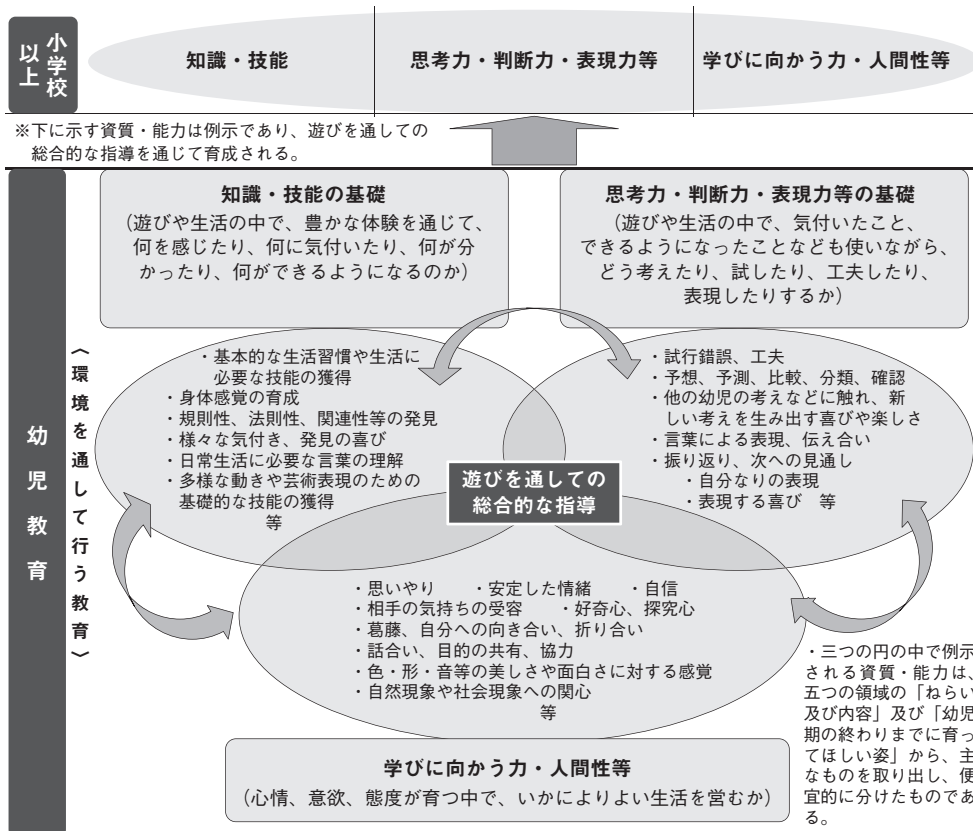 小学校
以上
知識・技能
思考力・判断力・表現力等
学びに向かう力・人間性等
※下に示す資質・能力は例示であり、遊びを通しての
総合的な指導を通じて育成される。
幼児教育
〈環境を通して行う教育〉
知識・技能の基礎
(遊びや生活の中で、豊かな体験を通じて、
何を感じたり、何に気付いたり、何が分
かったり、何ができるようになるのか)
思考力・判断力・表現力等の基礎
(遊びや生活の中で、気付いたこと、
できるようになったことなども使いながら、
どう考えたり、試したり、工夫したり、
表現したりするか)
・基本的な生活習慣や生活に
必要な技能の獲得
・身体感覚の育成
・規則性、法則性、関連性等の発見
・様々な気付き、発見の喜び
・日常生活に必要な言葉の理解
・多様な動きや芸術表現のための
基礎的な技能の獲得
等
・試行錯誤、工夫
・予想、予測、比較、分類、確認
・他の幼児の考えなどに触れ、新
しい考えを生み出す喜びや楽しさ
・言葉による表現、伝え合い
・振り返り、次への見通し
・自分なりの表現
・表現する喜び 等
遊びを通しての
総合的な指導
・思いやり ・安定した情緒 ・自信
・相手の気持ちの受容 ・好奇心、探究心
・葛藤、自分への向き合い、折り合い
・話合い、目的の共有、協力
・色・形・音等の美しさや面白さに対する感覚
・自然現象や社会現象への関心
等
学びに向かう力・人間性等
(心情、意欲、態度が育つ中で、いかによりよい生活を営むか)
・三つの円の中で例示
される資質・能力は、
五つの領域の「ねらい
及び内容」及び「幼児
期の終わりまでに育っ
てほしい姿」から、主
なものを取り出し、便
宜的に分けたものであ
る。